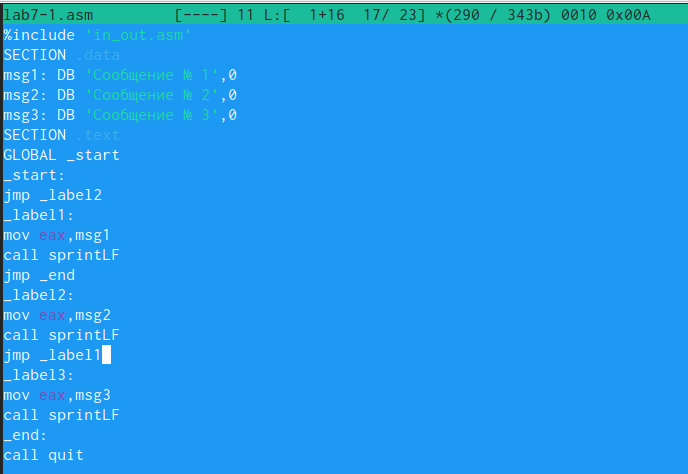 lab7-1.asm [----] 11 L:[ 1+16 17/ 23] *(290 / 343b) 0010 0x00A
%include 'in_out.asm'
SECTION .data
msg1: DB 'Сообщение № 1',0
msg2: DB 'Сообщение № 2',0
msg3: DB 'Сообщение № 3',0
SECTION .text
GLOBAL _start
_start:
jmp _label2
_label1:
mov eax,msg1
call sprintLF
jmp _end
_label2:
mov eax,msg2
call sprintLF
jmp _label1
_label3:
mov eax,msg3
call sprintLF
_end:
call quit